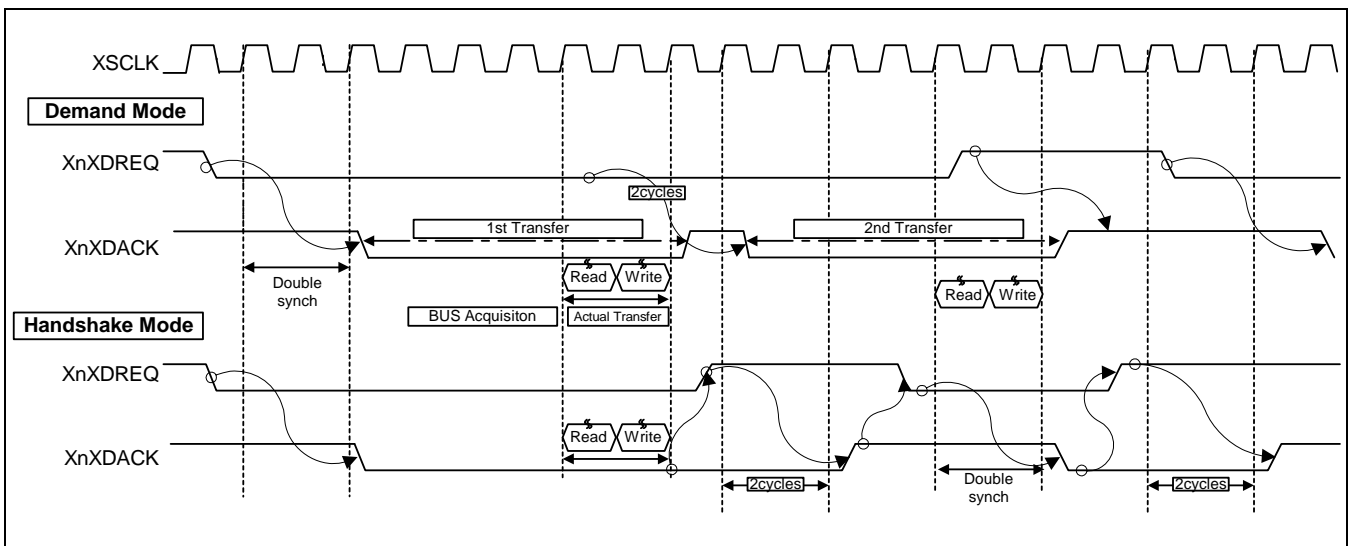 XSCLK
Demand Mode
XnXDREQ
2cycles
1st Transfer
2nd Transfer
XnXDACK
Read
Write
Double
synch
Read
Write
BUS Acquisiton
Actual Transfer
Handshake Mode
XnXDREQ
Read
Write
XnXDACK
2cycles
Double
synch
2cycles